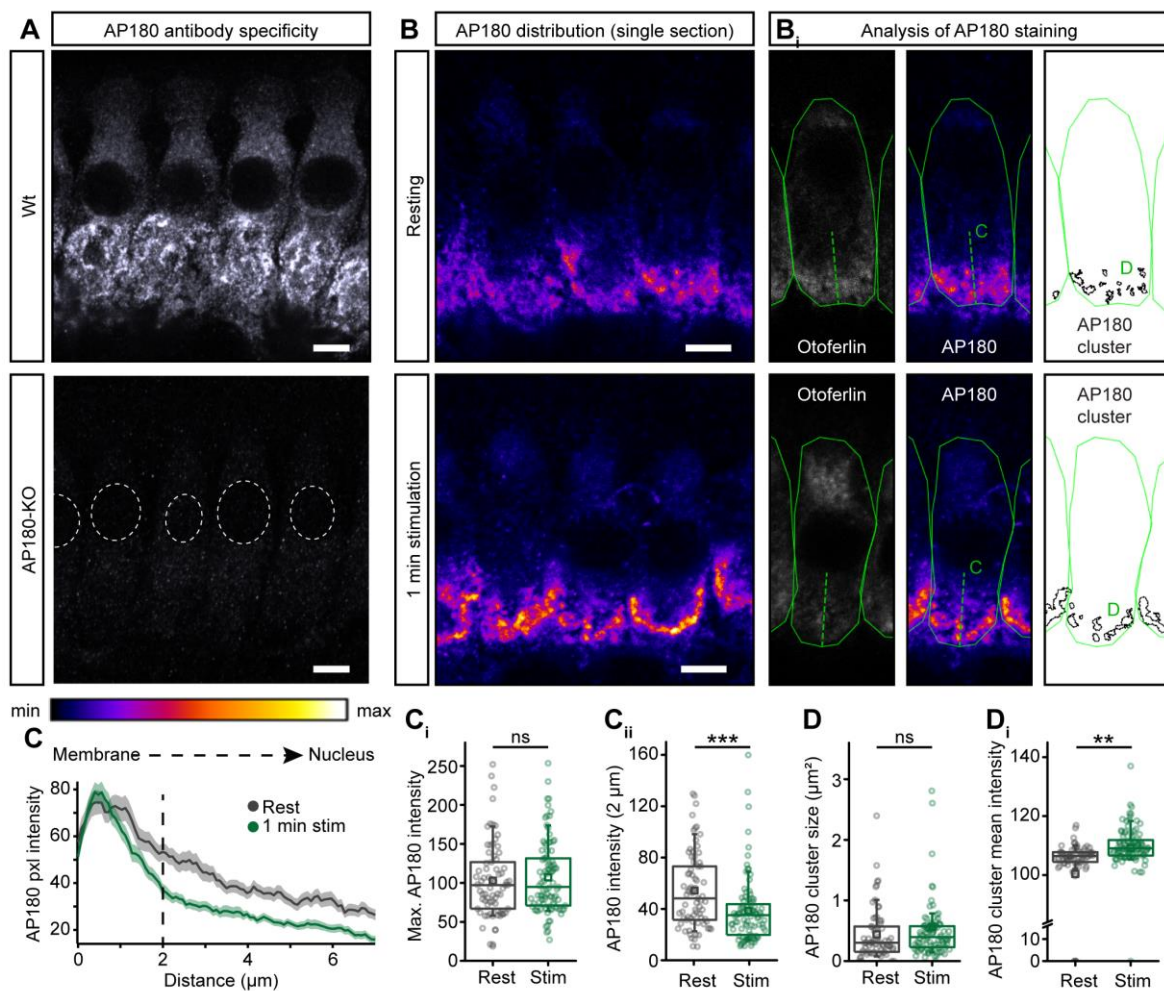 A
AP180 antibody specificity
Wt
AP180-KO
B
AP180 distribution (single section)
Resting
1 min stimulation
Bi
Analysis of AP180 staining
C
D
Otoferlin
AP180
AP180
cluster
Otoferlin
AP180
AP180
cluster
C
D
min
max
C
Membrane
Nucleus
AP180 pxl intensity
80
60
40
20
Rest
1 min stim
0
2
4
6
Distance (µm)
Ci
ns
Max. AP180 intensity
250
200
150
100
50
0
Rest
Stim
Cii
***
AP180 intensity (2 µm)
160
120
80
40
0
Rest
Stim
D
ns
AP180 cluster size (µm²)
3
2
1
0
Rest
Stim
Di
**
AP180 cluster mean intensity
140
120
100
10
0
Rest
Stim